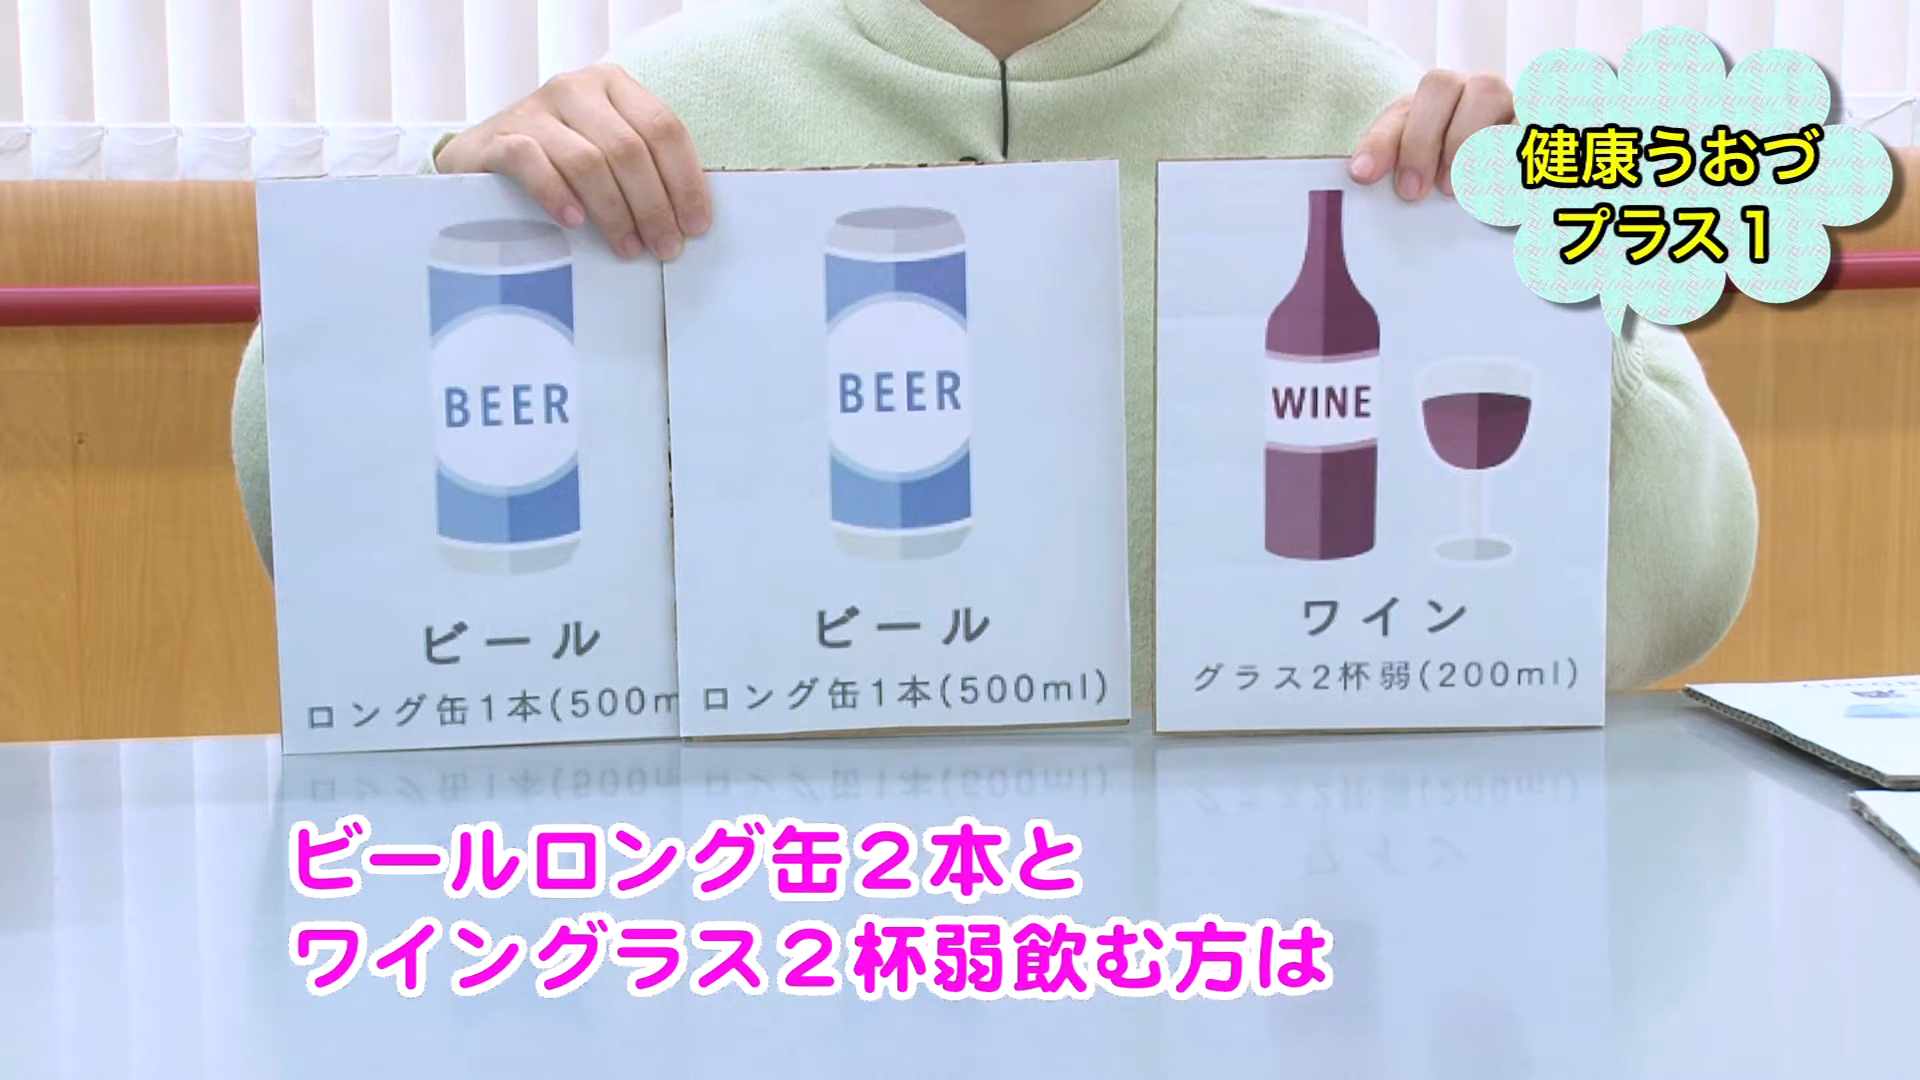 健康うおづ
プラス1
BEER
ビール
ロング缶1本(500m
BEER
ビール
ロング缶1本(500ml)
WINE
ワイン
グラス2杯弱(200ml)
ビールロング缶2本と
ワイングラス2杯弱飲む方は